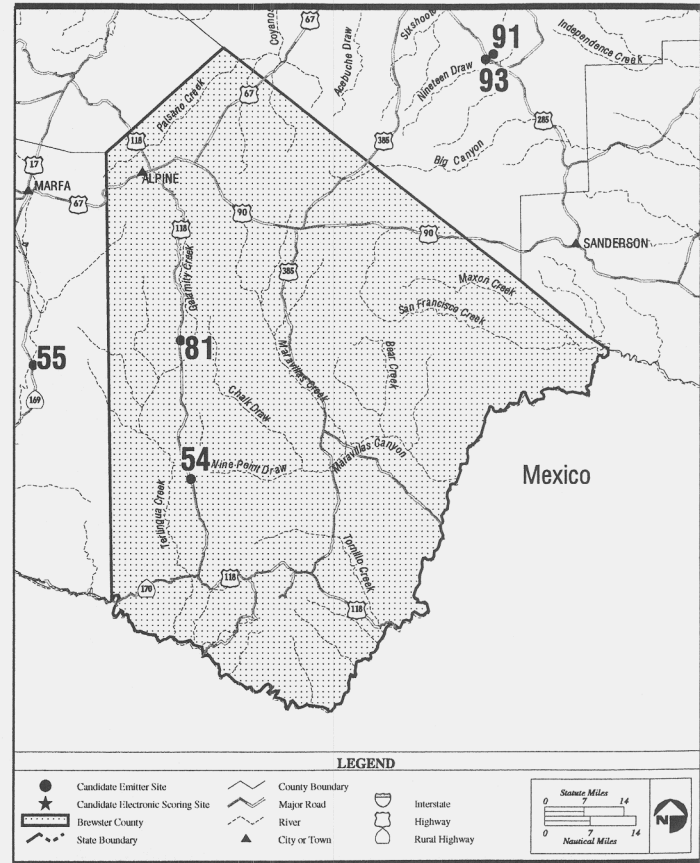 67
Coyanos
Acebuche Draw
Sixshooter
91
93
Nineteen Draw
Independence Creek
Paisano Creek
67
118
385
285
Big Canyon
17
MARFA
67
ALPINE
118
90
90
SANDERSON
Calamity Creek
385
Maxon Creek
San Francisco Creek
55
81
169
Maravillas Creek
Bear Creek
Chalk Draw
54
Nine Point Draw
Maravillas Canyon
Mexico
Terlingua Creek
Tornillo Creek
170
118
118
LEGEND
Candidate Emitter Site
Candidate Electronic Scoring Site
Brewster County
State Boundary
County Boundary
Major Road
River
City or Town
Interstate
Highway
Rural Highway
Statute Miles
0 7 14
0 7 14
Nautical Miles
N